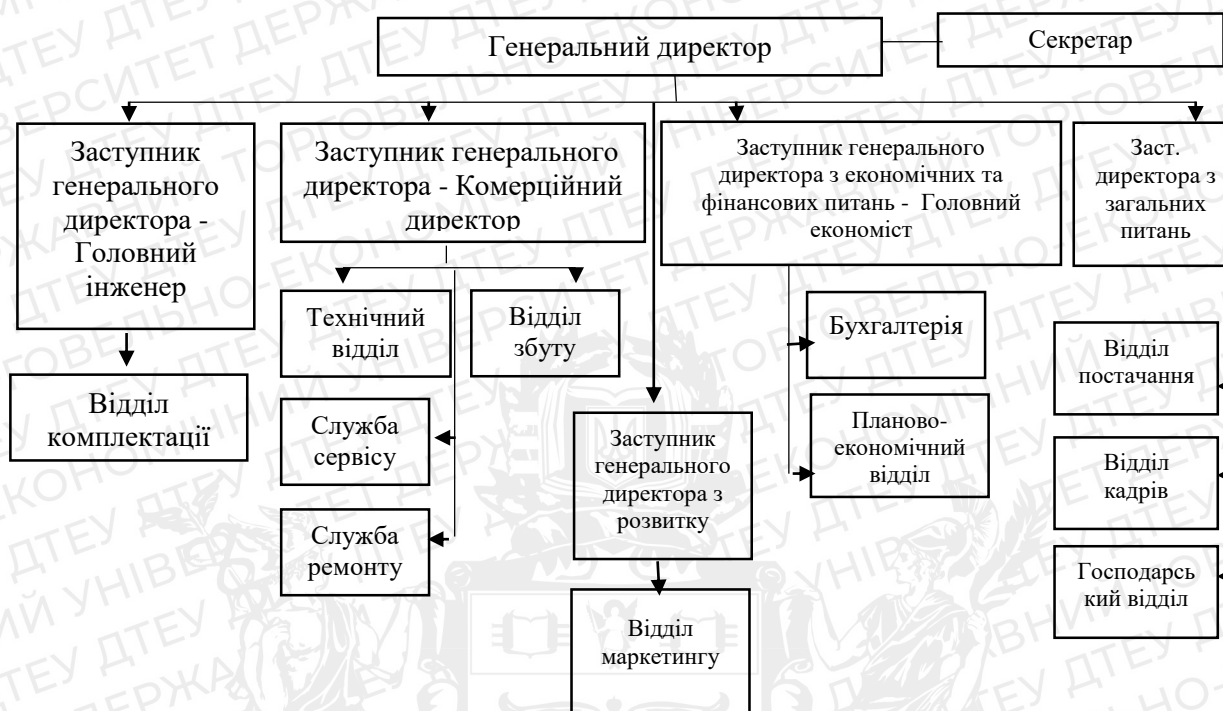 Генеральний директор
Секретар
Заступник
генерального
директора -
Головний
інженер
Заступник генерального
директора - Комерційний
директор
Заступник генерального
директора з економічних та
фінансових питань - Головний
економіст
Заст.
директора з
загальних
питань
Технічний
відділ
Відділ
збуту
Бухгалтерія
Відділ
постачання
Відділ
комплектації
Служба
сервісу
Заступник
генерального
директора з
розвитку
Планово-
економічний
відділ
Відділ
кадрів
Служба
ремонту
Господарсь
кий відділ
Відділ
маркетингу